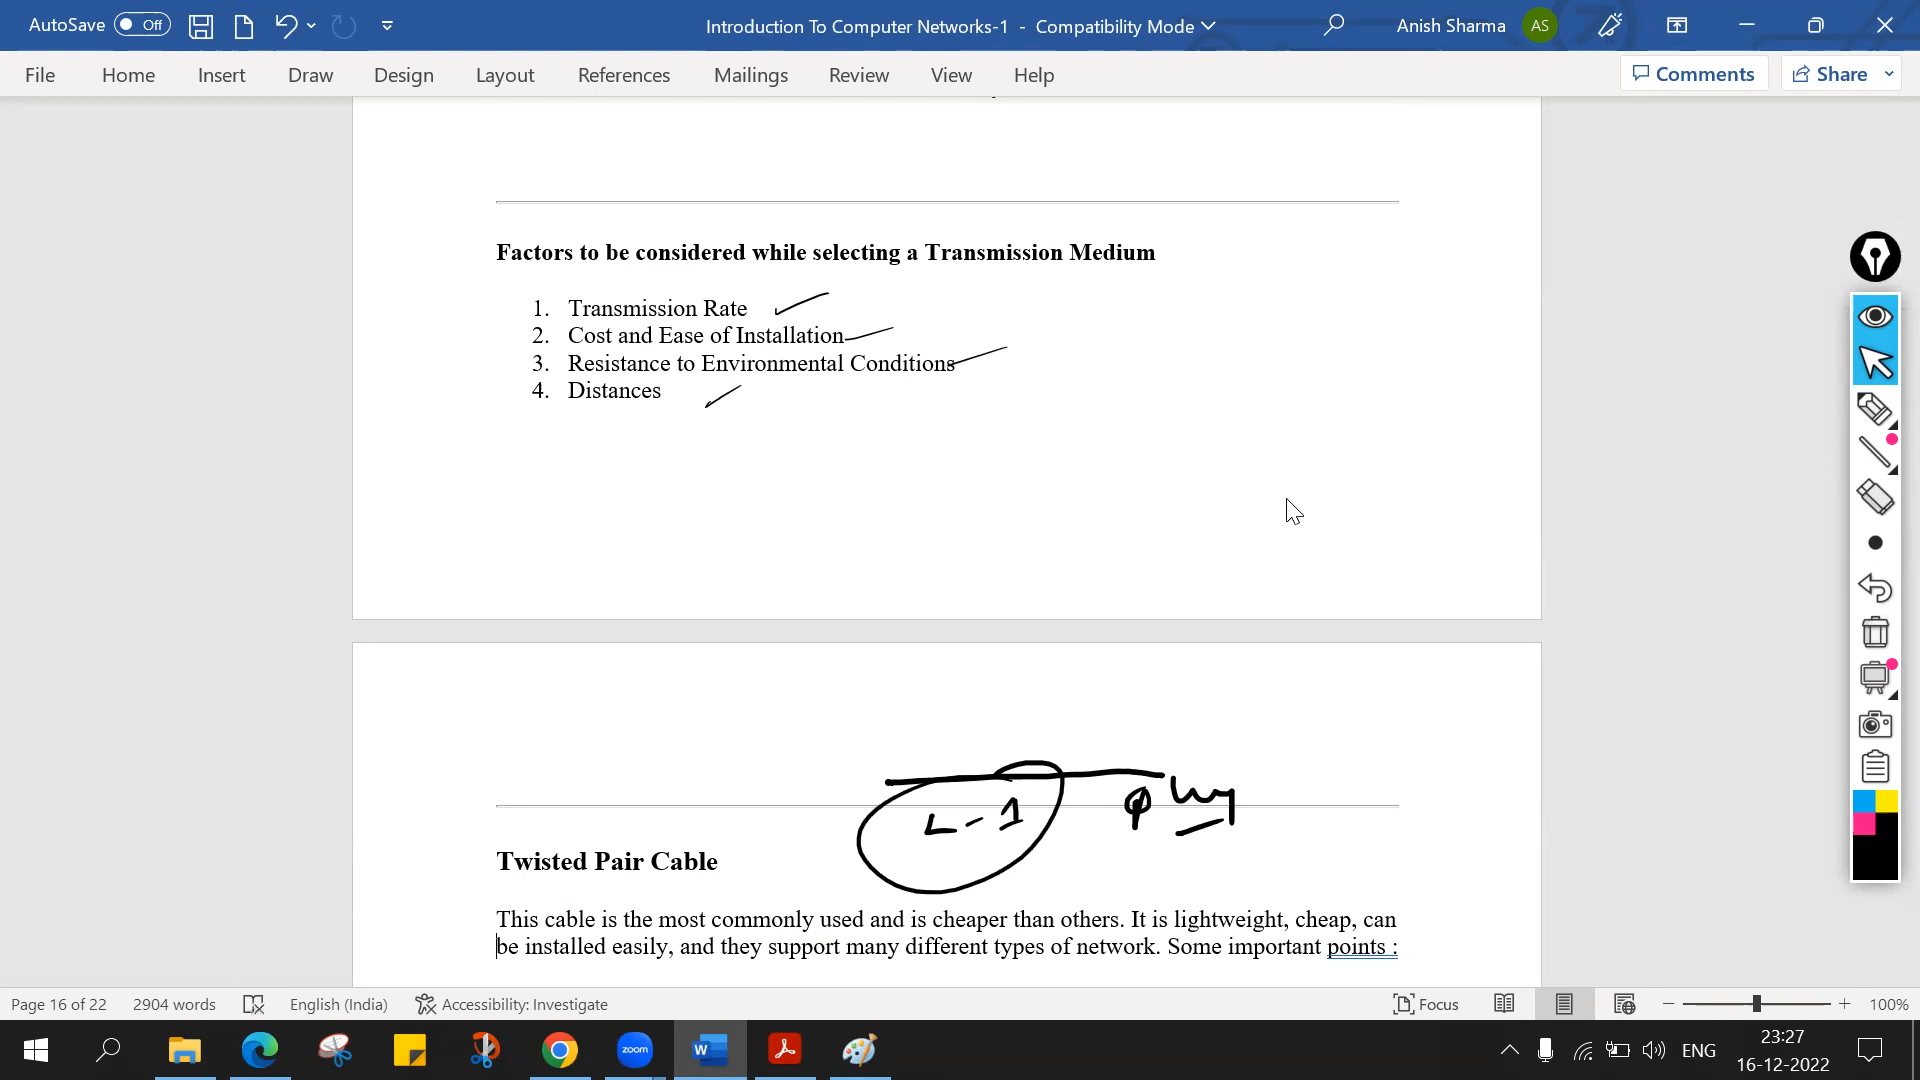 AutoSave Off Introduction To Computer Networks-1 - Compatibility Mode Anish Sharma AS
File Home Insert Draw Design Layout References Mailings Review View Help Comments Share
Factors to be considered while selecting a Transmission Medium
1. Transmission Rate
2. Cost and Ease of Installation
3. Resistance to Environmental Conditions
4. Distances
L-1 phy
Twisted Pair Cable
This cable is the most commonly used and is cheaper than others. It is lightweight, cheap, can
be installed easily, and they support many different types of network. Some important points :
Page 16 of 22 2904 words English (India) Accessibility: Investigate Focus 100%
zoom W ENG 23:27
16-12-2022